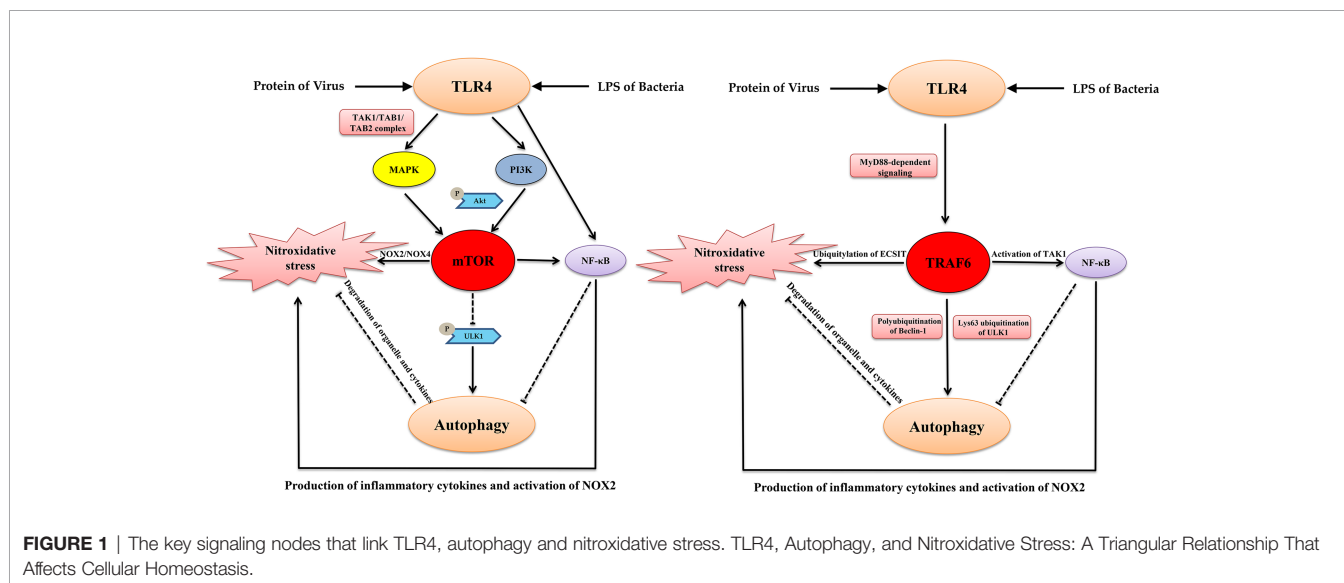 Protein of Virus
TLR4
LPS of Bacteria
TAK1/TAB1/
TAB2 complex
MAPK
PI3K
P
Akt
Nitroxidative
stress
NOX2/NOX4
mTOR
NF-κB
Degradation of organelle and cytokines
P
ULK1
Autophagy
Production of inflammatory cytokines and activation of NOX2
Protein of Virus
TLR4
LPS of Bacteria
MyD88-dependent
signaling
Nitroxidative
stress
Ubiquitylation of ECSIT
TRAF6
Activation of TAK1
NF-κB
Degradation of organelle and cytokines
Polyubiquitination
of Beclin-1
Lys63 ubiquitination
of ULK1
Autophagy
Production of inflammatory cytokines and activation of NOX2
FIGURE 1 | The key signaling nodes that link TLR4, autophagy and nitroxidative stress. TLR4, Autophagy, and Nitroxidative Stress: A Triangular Relationship That
Affects Cellular Homeostasis.